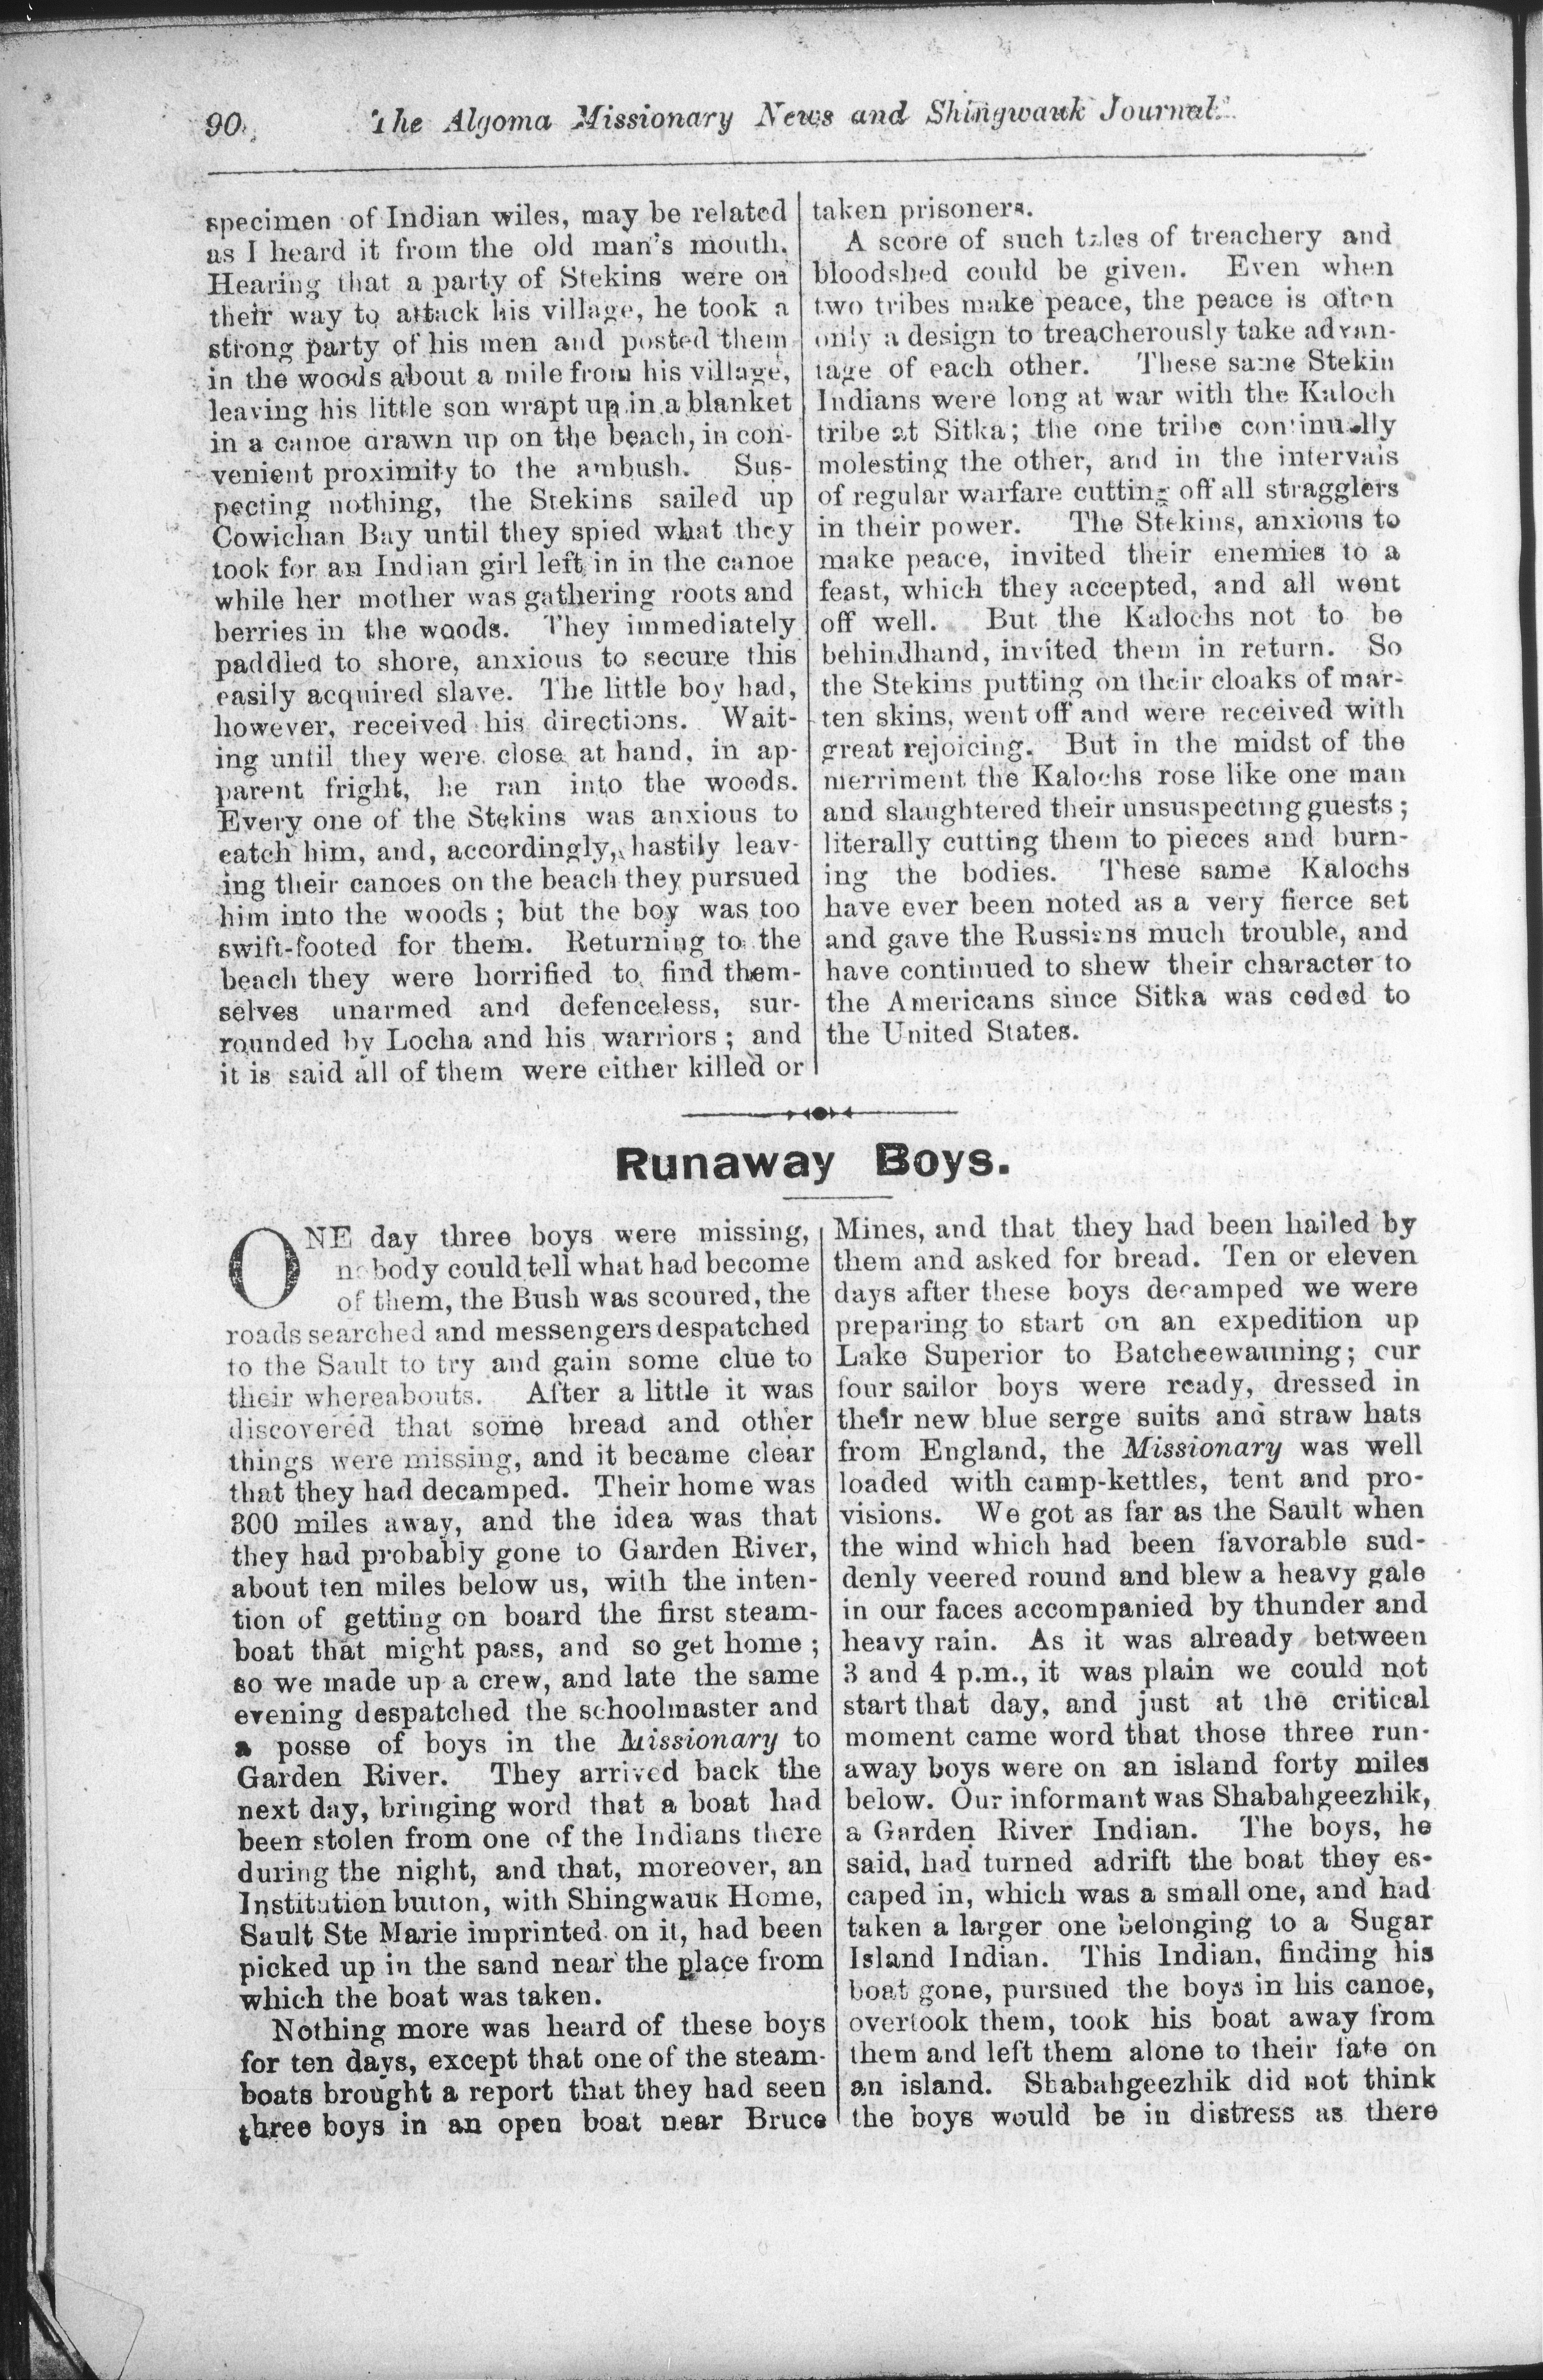 90.
The Algoma Missionary News and Shingwauk Journal.
specimen of Indian wiles, may be related
as I heard it from the old man's mouth.
Hearing that a party of Stekins were on
their way to attack his village, he took a
strong party of his men and posted them
in the woods about a mile from his village,
leaving his little son wrapt up in a blanket
in a canoe drawn up on the beach, in con-
venient proximity to the ambush. Sus-
pecting nothing, the Stekins sailed up
Cowichan Bay until they spied what they
took for an Indian girl left in in the canoe
while her mother was gathering roots and
berries in the woods. They immediately
paddled to shore, anxious to secure this
easily acquired slave. The little boy had,
however, received his directions. Wait-
ing until they were close at hand, in ap-
parent fright, he ran into the woods.
Every one of the Stekins was anxious to
catch him, and, accordingly, hastily leav-
ing their canoes on the beach they pursued
him into the woods; but the boy was too
swift-footed for them. Returning to the
beach they were horrified to find them-
selves unarmed and defenceless, sur-
rounded by Locha and his warriors; and
it is said all of them were either killed or
taken prisoners.
A score of such tales of treachery and
bloodshed could be given. Even when
two tribes make peace, the peace is often
only a design to treacherously take advan-
tage of each other. These same Stekin
Indians were long at war with the Kaloch
tribe at Sitka; the one tribe continually
molesting the other, and in the intervals
of regular warfare cutting off all stragglers
in their power. The Stekins, anxious to
make peace, invited their enemies to a
feast, which they accepted, and all went
off well. But the Kalochs not to be
behindhand, invited them in return. So
the Stekins putting on their cloaks of mar-
ten skins, went off and were received with
great rejoicing. But in the midst of the
merriment the Kalochs rose like one man
and slaughtered their unsuspecting guests;
literally cutting them to pieces and burn-
ing the bodies. These same Kalochs
have ever been noted as a very fierce set
and gave the Russians much trouble, and
have continued to shew their character to
the Americans since Sitka was ceded to
the United States.
Runaway Boys.
ONE day three boys were missing,
nobody could tell what had become
of them, the Bush was scoured, the
roads searched and messengers despatched
to the Sault to try and gain some clue to
their whereabouts. After a little it was
discovered that some bread and other
things were missing, and it became clear
that they had decamped. Their home was
300 miles away, and the idea was that
they had probably gone to Garden River,
about ten miles below us, with the inten-
tion of getting on board the first steam-
boat that might pass, and so get home;
so we made up a crew, and late the same
evening despatched the schoolmaster and
a posse of boys in the Missionary to
Garden River. They arrived back the
next day, bringing word that a boat had
been stolen from one of the Indians there
during the night, and that, moreover, an
Institution button, with Shingwauk Home,
Sault Ste Marie imprinted on it, had been
picked up in the sand near the place from
which the boat was taken.
Nothing more was heard of these boys
for ten days, except that one of the steam-
boats brought a report that they had seen
three boys in an open boat near Bruce
Mines, and that they had been hailed by
them and asked for bread. Ten or eleven
days after these boys decamped we were
preparing to start on an expedition up
Lake Superior to Batcheewauning; our
four sailor boys were ready, dressed in
their new blue serge suits and straw hats
from England, the Missionary was well
loaded with camp-kettles, tent and pro-
visions. We got as far as the Sault when
the wind which had been favorable sud-
denly veered round and blew a heavy gale
in our faces accompanied by thunder and
heavy rain. As it was already between
3 and 4 p.m., it was plain we could not
start that day, and just at the critical
moment came word that those three run-
away boys were on an island forty miles
below. Our informant was Shabahgeezhik,
a Garden River Indian. The boys, he
said, had turned adrift the boat they es-
caped in, which was a small one, and had
taken a larger one belonging to a Sugar
Island Indian. This Indian, finding his
boat gone, pursued the boys in his canoe,
overtook them, took his boat away from
them and left them alone to their fate on
an island. Shabahgeezhik did not think
the boys would be in distress as there